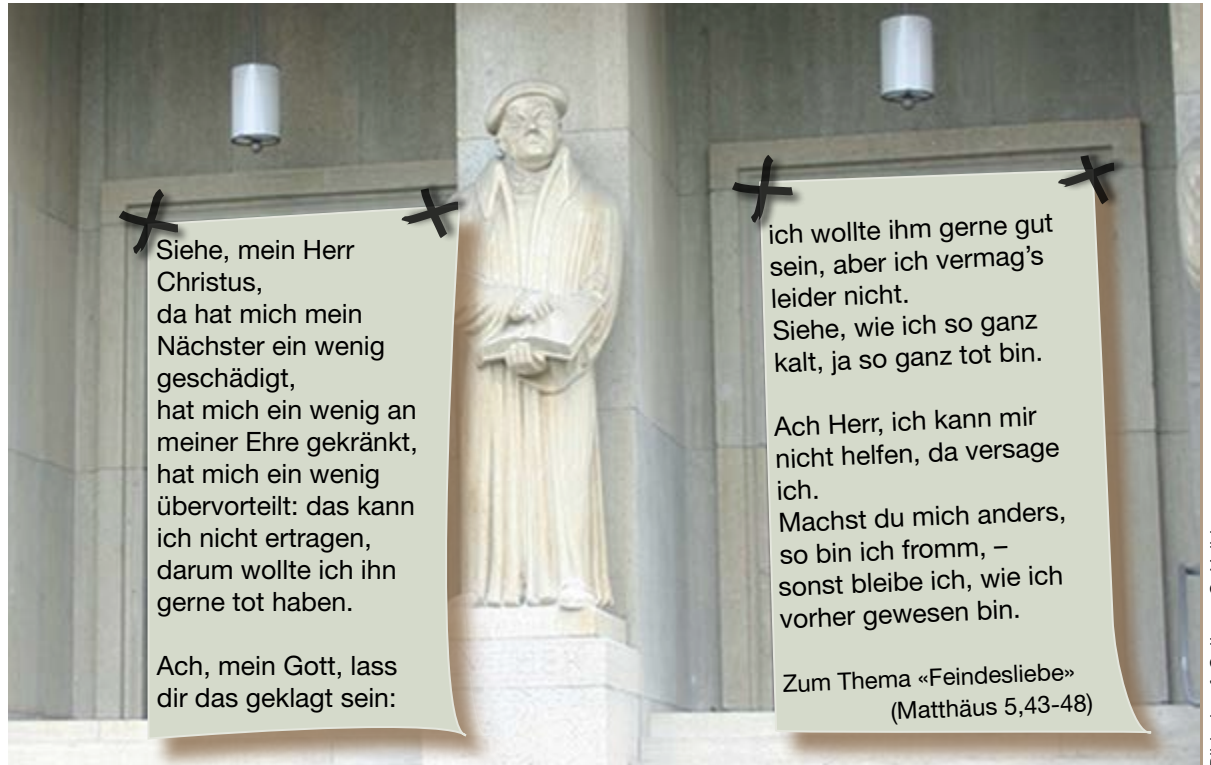 Siehe, mein Herr
Christus,
da hat mich mein
Nächster ein wenig
geschädigt,
hat mich ein wenig an
meiner Ehre gekränkt,
hat mich ein wenig
übervorteilt: das kann
ich nicht ertragen,
darum wollte ich ihn
gerne tot haben.

Ach, mein Gott, lass
dir das geklagt sein:

ich wollte ihm gerne gut
sein, aber ich vermag’s
leider nicht.
Siehe, wie ich so ganz
kalt, ja so ganz tot bin.

Ach Herr, ich kann mir
nicht helfen, da versage
ich.
Machst du mich anders,
so bin ich fromm, –
sonst bleibe ich, wie ich
vorher gewesen bin.

Zum Thema «Feindesliebe»
(Matthäus 5,43-48)